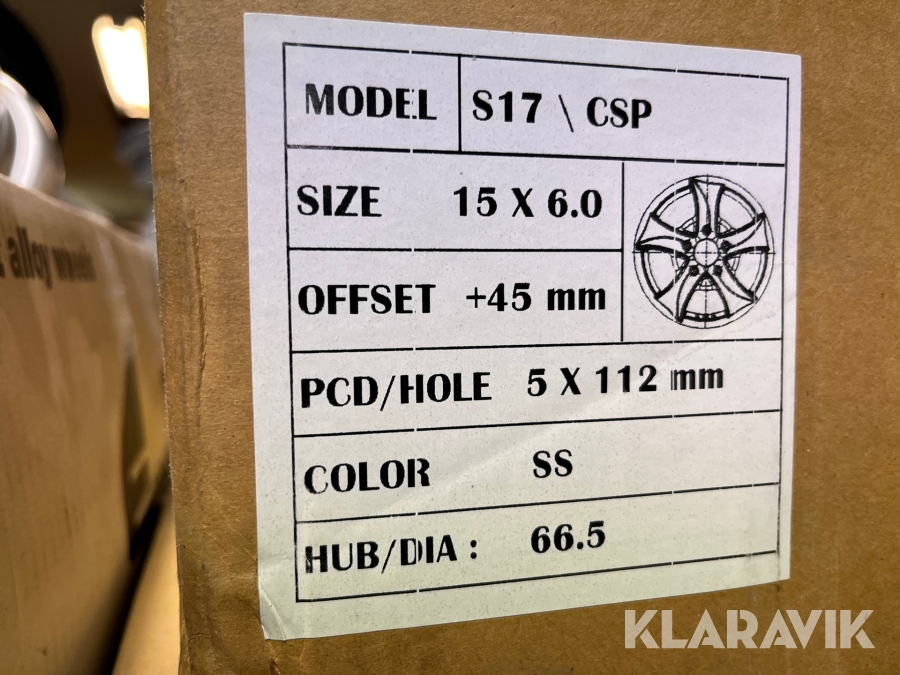 MODEL S17 \ CSP
SIZE 15 X 6.0
OFFSET +45 mm
PCD/HOLE 5 X 112 mm
COLOR SS
HUB/DIA : 66.5
alloy wheels
KLARAVIK